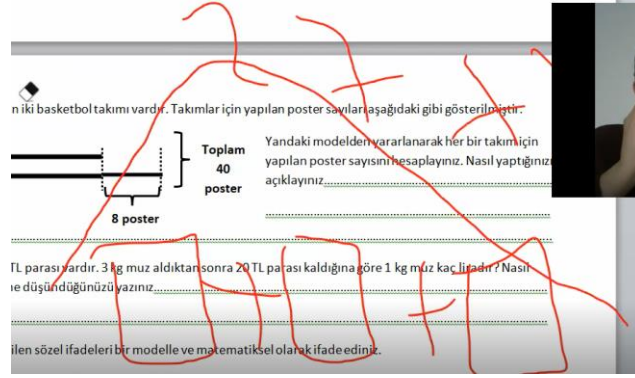 n iki basketbol takımı vardır. Takımlar için yapılan poster sayıları aşağıdaki gibi gösterilmiştir.
Toplam
40
poster
8 poster
Yandaki modelden yararlanarak her bir takım için
yapılan poster sayısını hesaplayınız. Nasıl yaptığınızı
açıklayınız
TL parası vardır. 3 kg muz aldıktan sonra 20 TL parası kaldığına göre 1 kg muz kaç liradır? Nasıl
ne düşündüğünüzü yazınız
ilen sözel ifadeleri bir modelle ve matematiksel olarak ifade ediniz.